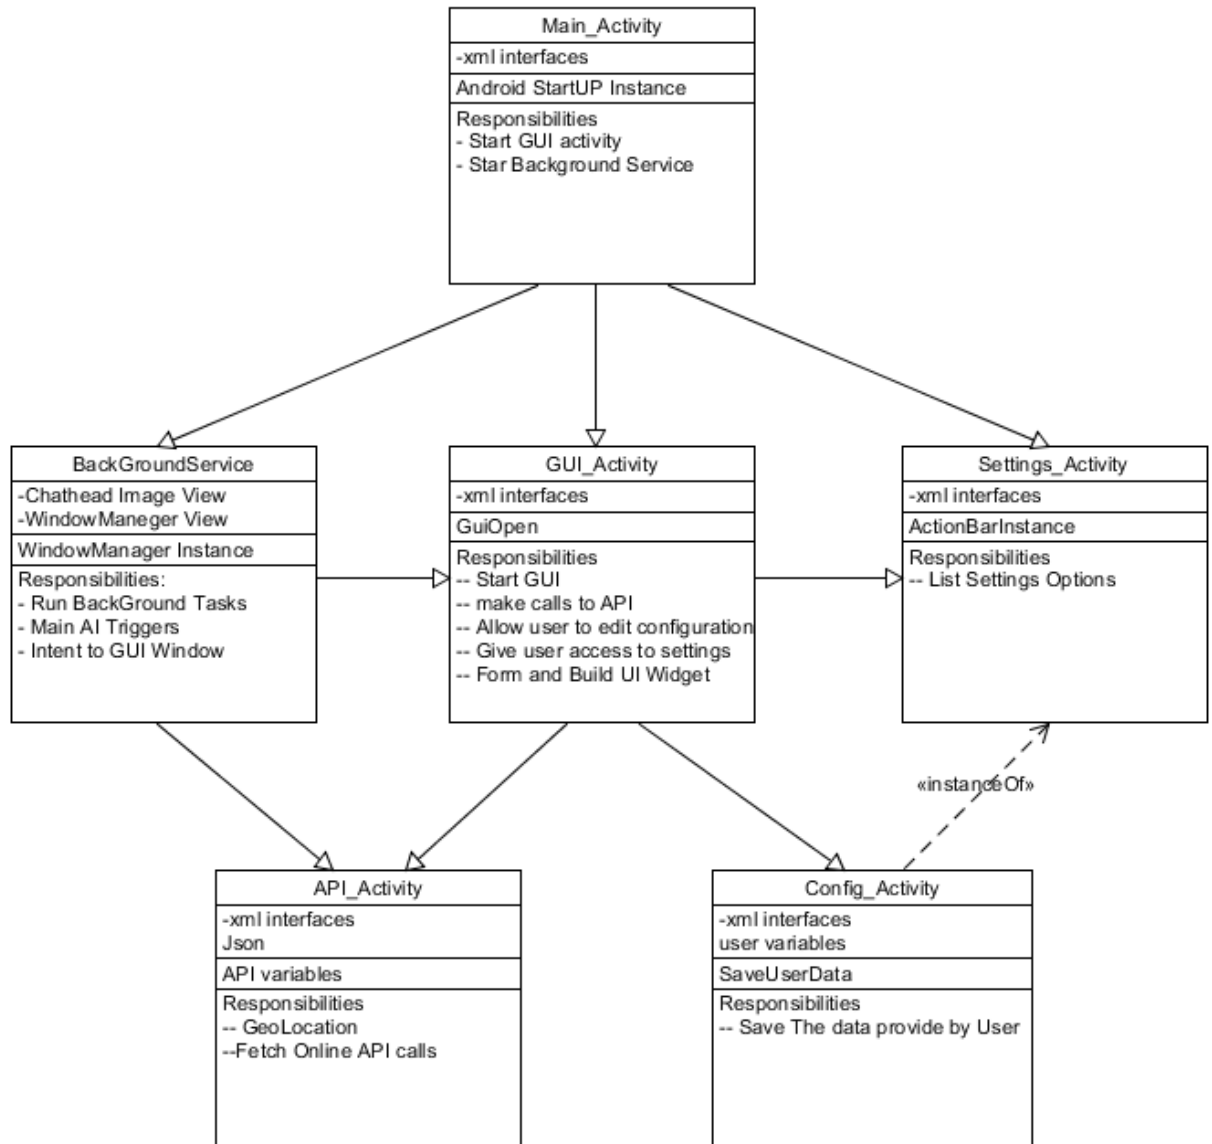 Main_Activity
-xml interfaces
Android StartUP Instance
Responsibilities
- Start GUI activity
- Star Background Service
BackGroundService
-Chathead Image View
-WindowManeger View
WindowManager Instance
Responsibilities:
- Run BackGround Tasks
- Main AI Triggers
- Intent to GUI Window
GUI_Activity
-xml interfaces
GuiOpen
Responsibilities
-- Start GUI
-- make calls to API
-- Allow user to edit configuration
-- Give user access to settings
-- Form and Build UI Widget
Settings_Activity
-xml interfaces
ActionBarInstance
Responsibilities
-- List Settings Options
«instanceOf»
API_Activity
-xml interfaces
Json
API variables
Responsibilities
-- GeoLocation
--Fetch Online API calls
Config_Activity
-xml interfaces
user variables
SaveUserData
Responsibilities
-- Save The data provide by User